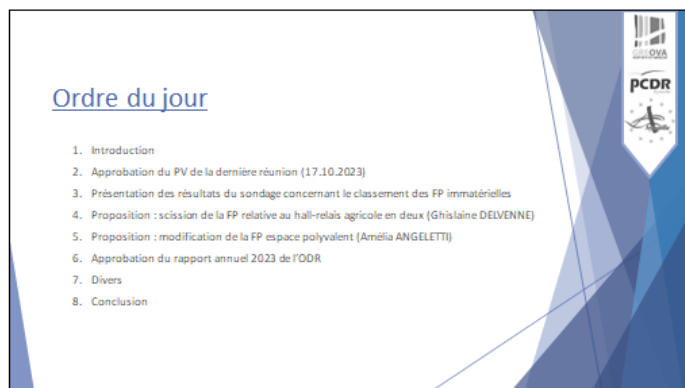 Ordre du jour
1. Introduction
2. Approbation du PV de la dernière réunion (17.10.2023)
3. Présentation des résultats du sondage concernant le classement des FP immatérielles
4. Proposition : scission de la FP relative au hall-relais agricole en deux (Ghislaine DELVENNE)
5. Proposition : modification de la FP espace polyvalent (Amélia ANGELETTI)
6. Approbation du rapport annuel 2023 de l'ODR
7. Divers
8. Conclusion
GREOVA
PCDR